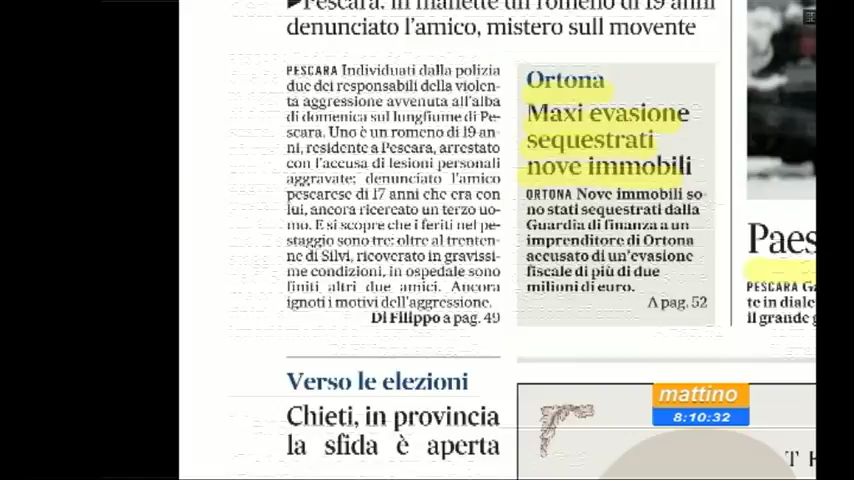 Pescara. In manette un romeno di 19 anni
denunciato l'amico, mistero sul movente
PESCARA Individuati dalla polizia
due dei responsabili della violen-
ta aggressione avvenuta all'alba
di domenica sul lungfiume di Pe-
scara. Uno è un romeno di 19 an-
ni, residente a Pescara, arrestato
con l'accusa di lesioni personali
aggravate; denunciato l'amico
pescarese di 17 anni che era con
lui, ancora ricercato un terzo uo-
mo. E si scopre che i feriti nel pe-
staggio sono tre: oltre al trenten-
ne di Silvi, ricoverato in gravissi-
me condizioni, in ospedale sono
finiti altri due amici. Ancora
ignoti i motivi dell'aggressione.
Di Filippo a pag. 49
Ortona
Maxi evasione
sequestrati
nove immobili
ORTONA Nove immobili so-
no stati sequestrati dalla
Guardia di finanza a un
imprenditore di Ortona
accusato di un'evasione
fiscale di più di due
milioni di euro.
A pag. 52
Paes
PESCARA Ga
te in diale
il grande
Verso le elezioni
Chieti, in provincia
la sfida è aperta
mattino
8:10:32